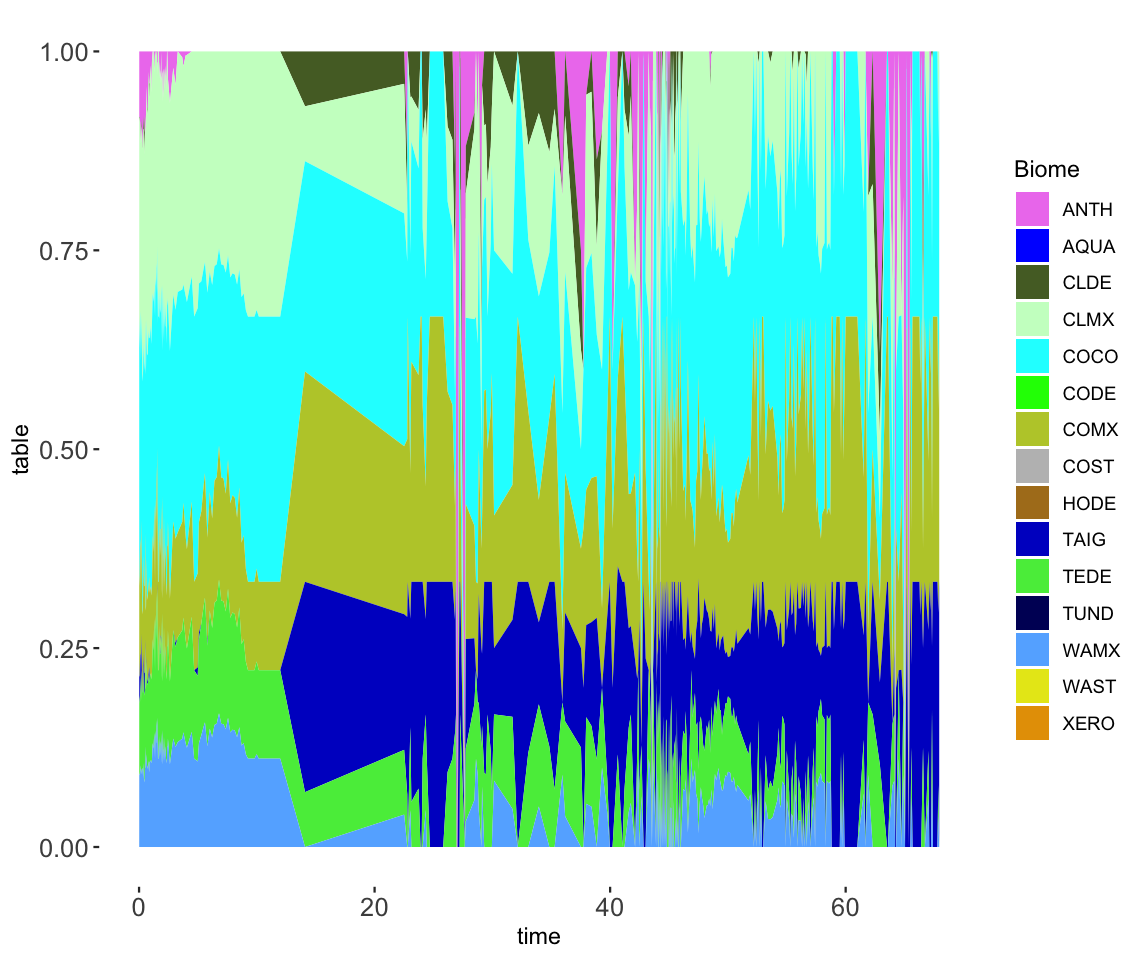 1.00
0.75
0.50
0.25
0.00
table
0
20
40
60
time
Biome
ANTH
AQUA
CLDE
CLMX
COCO
CODE
COMX
COST
HODE
TAIG
TEDE
TUND
WAMX
WAST
XERO